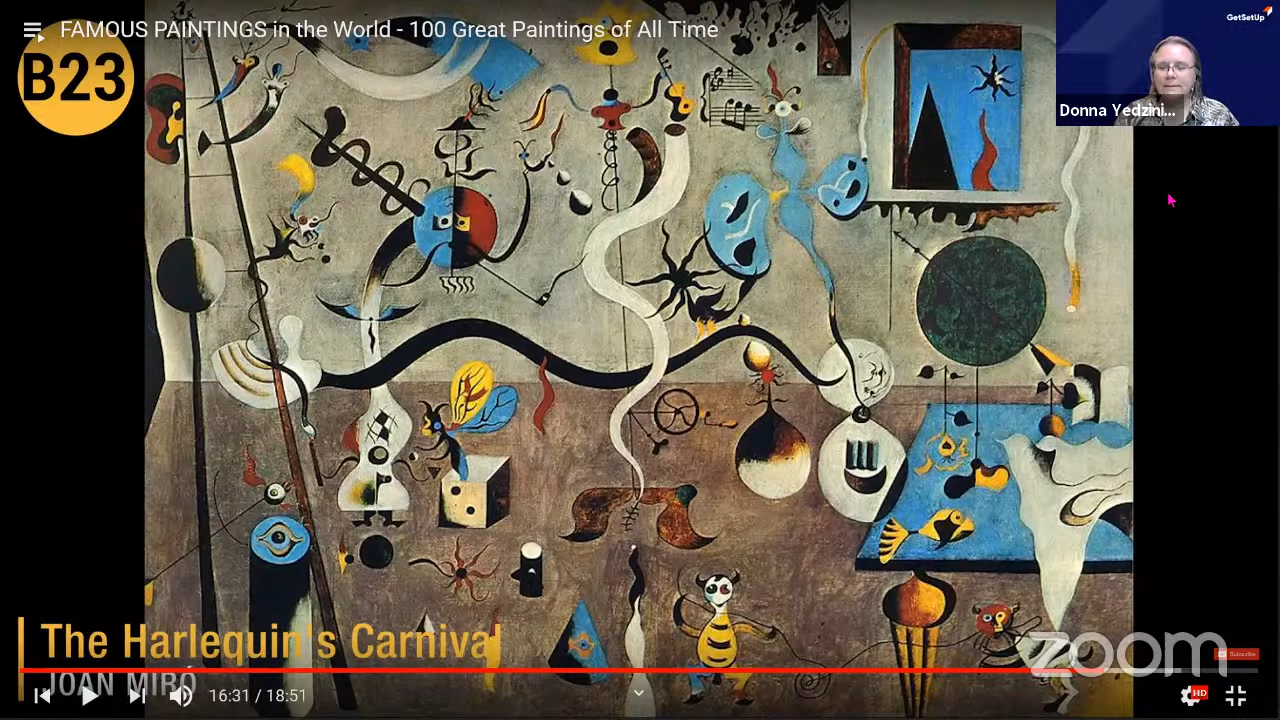 FAMOUS PAINTINGS in the World - 100 Great Paintings of All Time
GetSetUp
B23
Donna Yedzini...
The Harlequin's Carnival
JOAN MIRÓ
zoom
Subscribe
16:31 / 18:51
HD